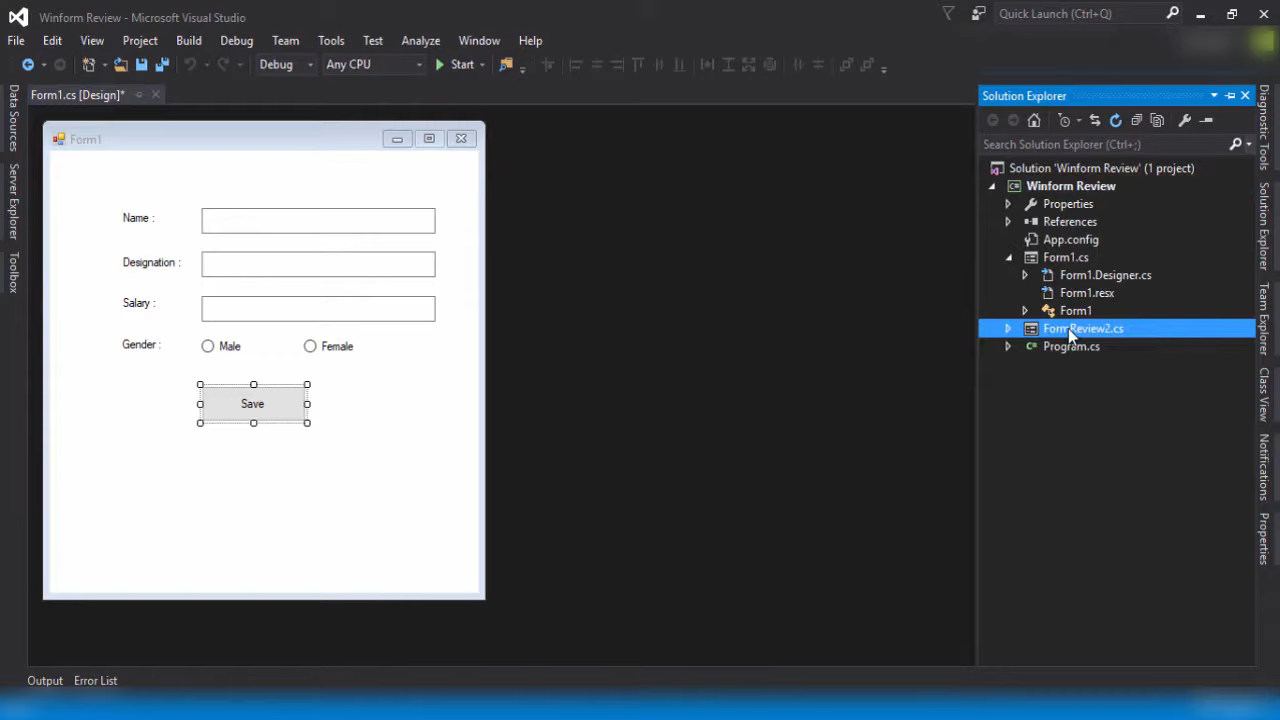 Winform Review - Microsoft Visual Studio
Quick Launch (Ctrl+Q)
File Edit View Project Build Debug Team Tools Test Analyze Window Help
Debug Any CPU Start
Form1.cs [Design]*
Form1
Name :
Designation :
Salary :
Gender : Male Female
Save
Data Sources
Server Explorer
Toolbox
Solution Explorer
Search Solution Explorer (Ctrl+;)
Solution 'Winform Review' (1 project)
Winform Review
Properties
References
App.config
Form1.cs
Form1.Designer.cs
Form1.resx
Form1
FormReview2.cs
Program.cs
Diagnostic Tools
Solution Explorer
Team Explorer
Class View
Notifications
Properties
Output Error List